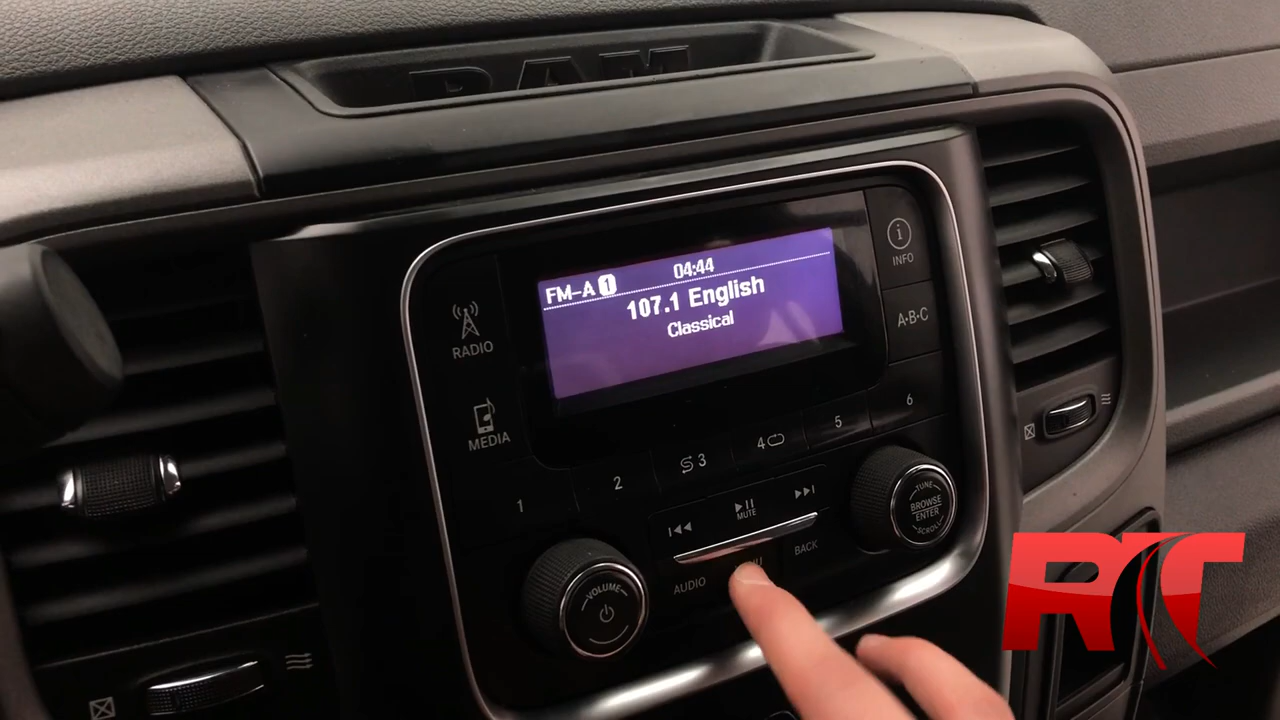 RAM
FM-A 1 04:44
107.1 English
Classical
RADIO
MEDIA
i
INFO
A•B•C
1
2
3
4
5
6
MUTE
AUDIO
BACK
VOLUME
TUNE
BROWSE
ENTER
SCROLL
RT